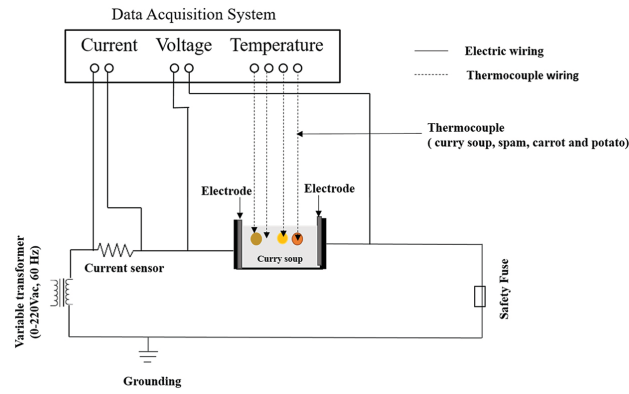 Data Acquisition System
Current Voltage Temperature
Electric wiring
Thermocouple wiring
Thermocouple
( curry soup, spam, carrot and potato)
Electrode
Electrode
Curry soup
Current sensor
Variable transformer
(0-220Vac, 60 Hz)
Safety Fuse
Grounding